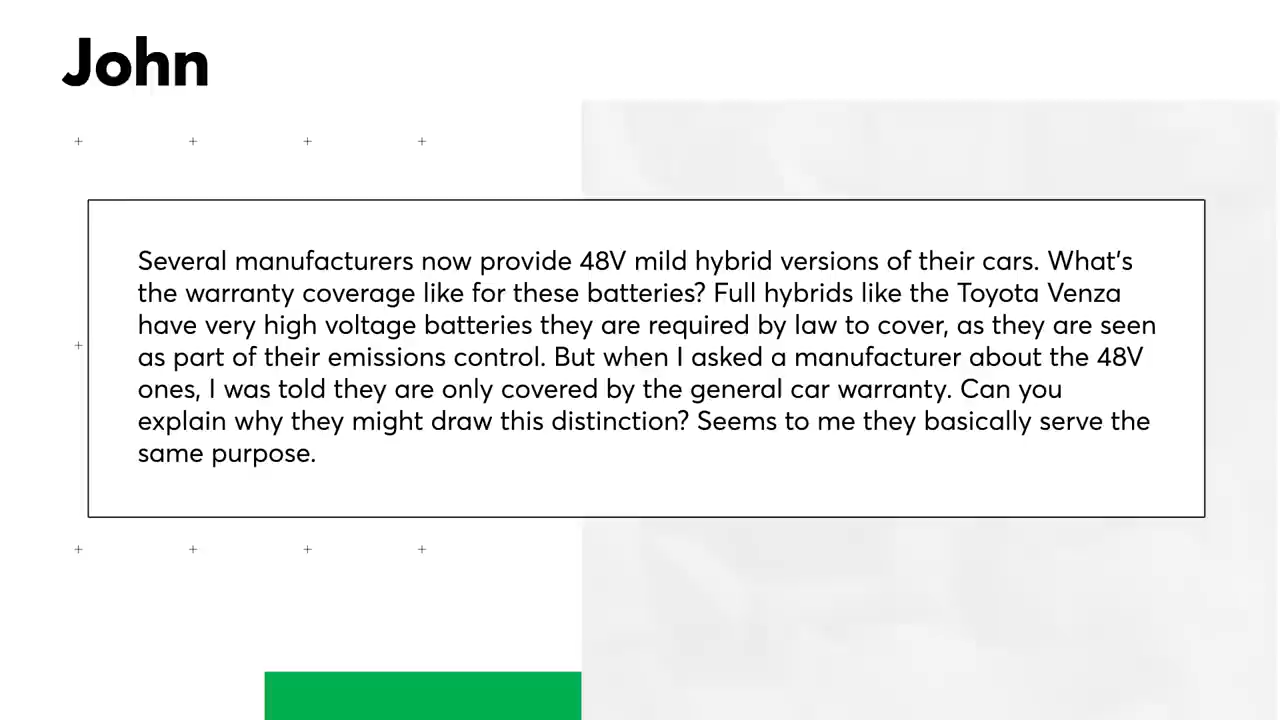 John
Several manufacturers now provide 48V mild hybrid versions of their cars. What's
the warranty coverage like for these batteries? Full hybrids like the Toyota Venza
have very high voltage batteries they are required by law to cover, as they are seen
as part of their emissions control. But when I asked a manufacturer about the 48V
ones, I was told they are only covered by the general car warranty. Can you
explain why they might draw this distinction? Seems to me they basically serve the
same purpose.